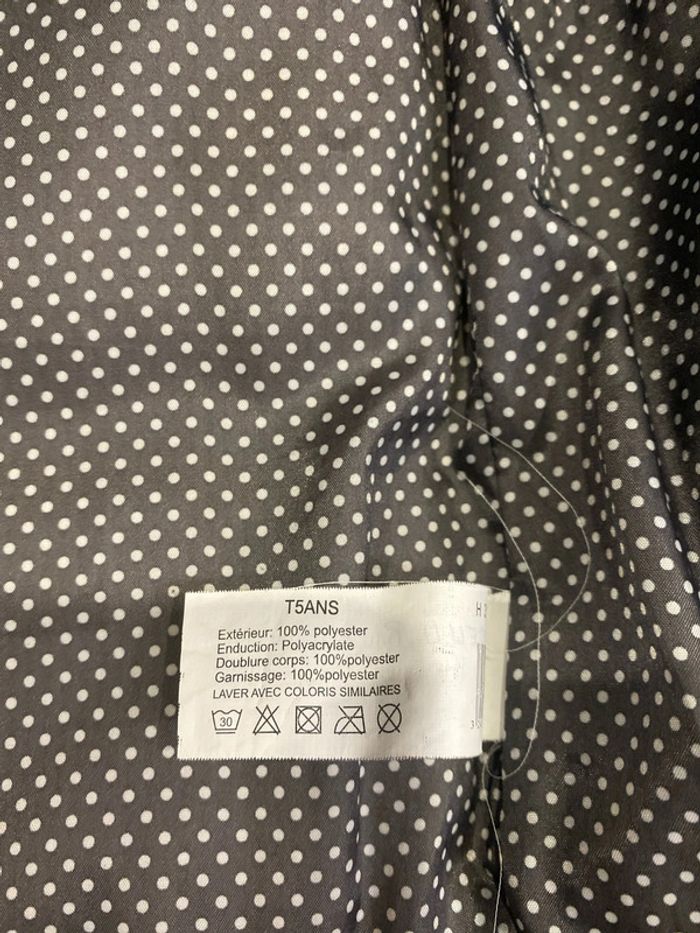 T5ANS
Extérieur: 100% polyester
Enduction: Polyacrylate
Doublure corps: 100%polyester
Garnissage: 100%polyester
LAVER AVEC COLORIS SIMILAIRES
30